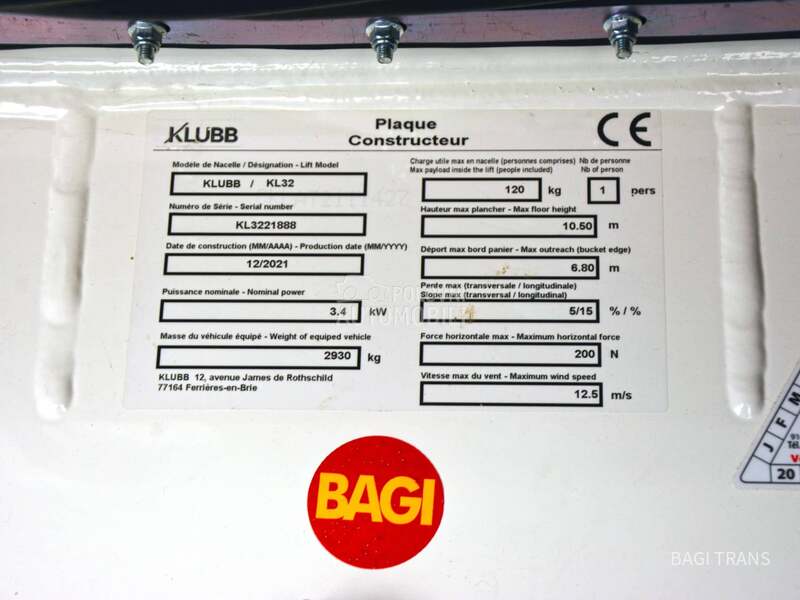 KLUBB
Plaque
Constructeur
CE
Modèle de Nacelle / Désignation - Lift Model
KLUBB / KL32
Numéro de Série - Serial number
KL3221888
Date de construction (MM/AAAA) - Production date (MM/YYYY)
12/2021
Puissance nominale - Nominal power
3.4 kW
Masse du véhicule équipé - Weight of equiped vehicle
2930 kg
KLUBB 12, avenue James de Rothschild
77164 Ferrières-en-Brie
Charge utile max en nacelle (personnes comprises) Nb de personne
Max payload inside the lift (people included) Nb of person
120 kg 1 pers
Hauteur max plancher - Max floor height
10.50 m
Déport max bord panier - Max outreach (bucket edge)
6.80 m
Pente max (transversale / longitudinale)
Slope max (transversal / longitudinal)
5/15 % / %
Force horizontale max - Maximum horizontal force
200 N
Vitesse max du vent - Maximum wind speed
12.5 m/s
BAGI
J F M
20
BAGI TRANS